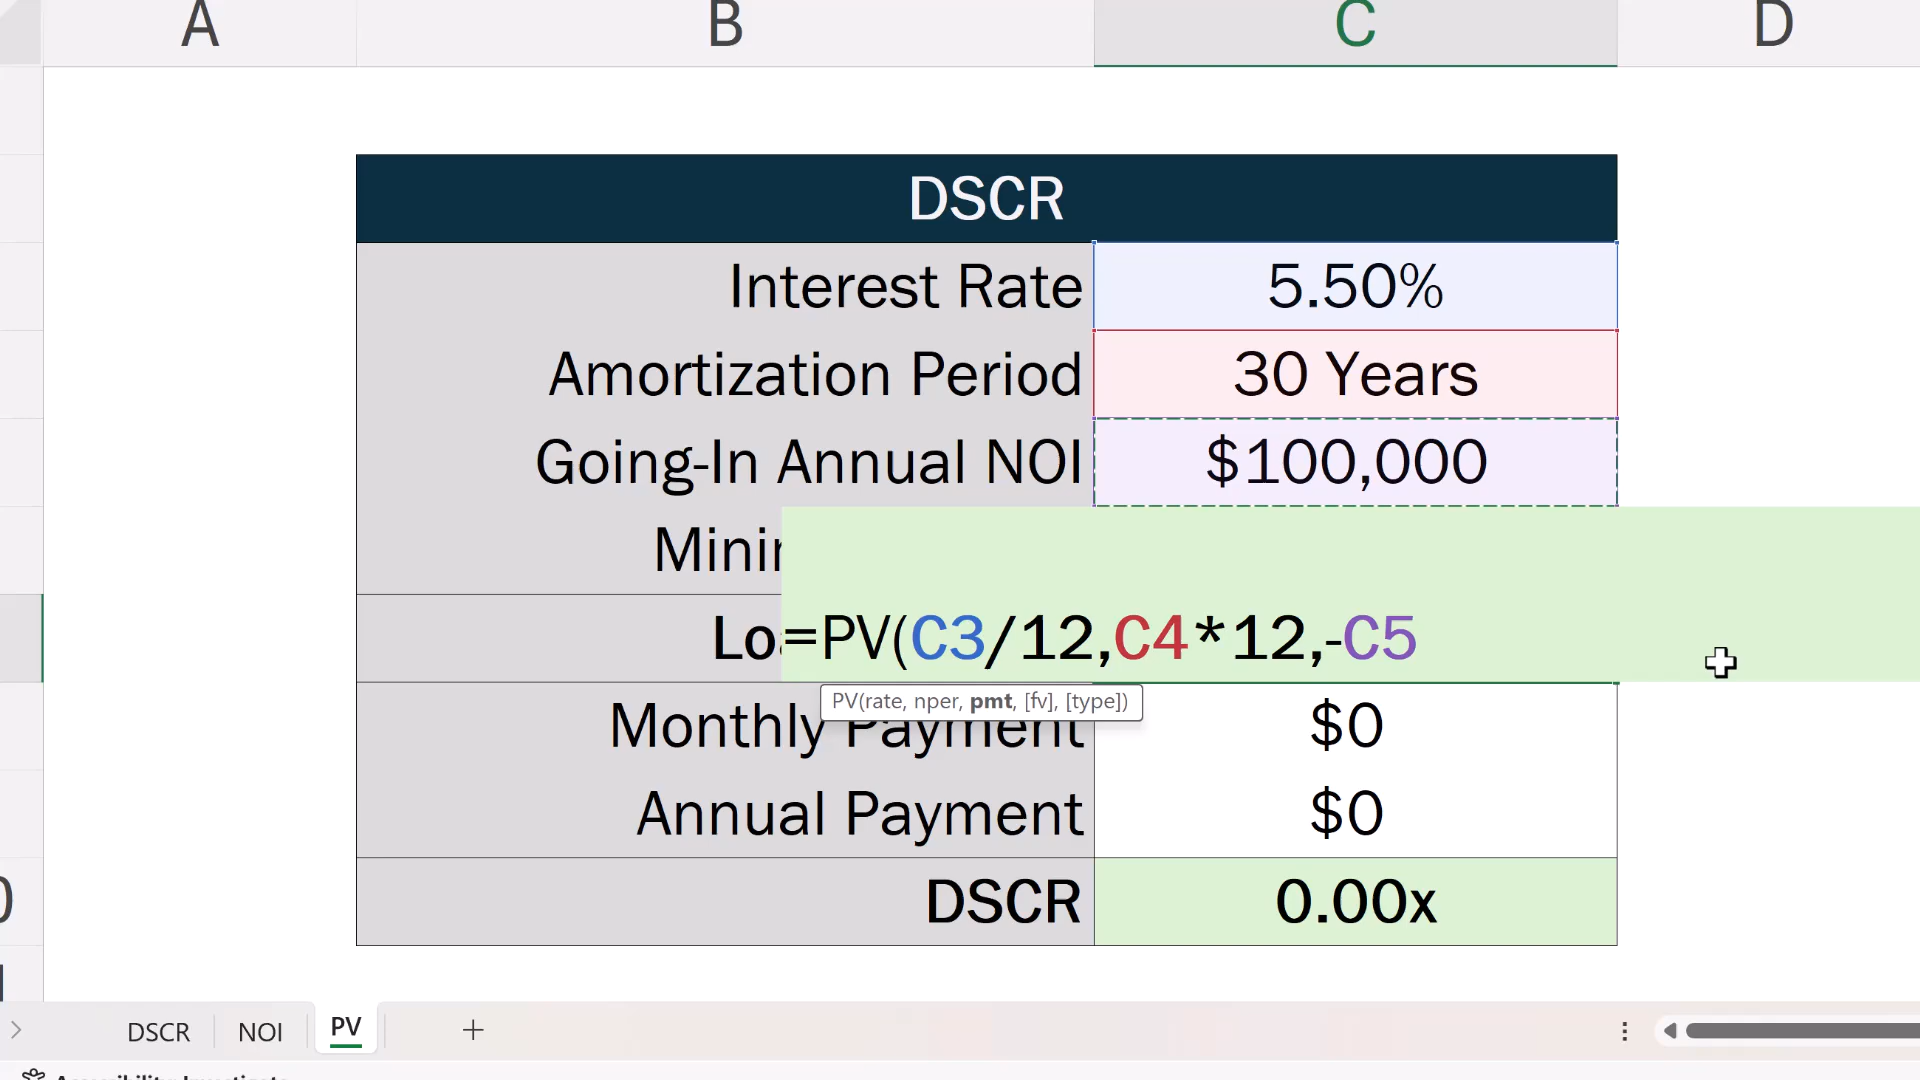 A B C D
DSCR
Interest Rate 5.50%
Amortization Period 30 Years
Going-In Annual NOI $100,000
=PV(C3/12,C4*12,-C5
PV(rate, nper, pmt, [fv], [type])
Monthly Payment $0
Annual Payment $0
DSCR 0.00x
DSCR NOI PV